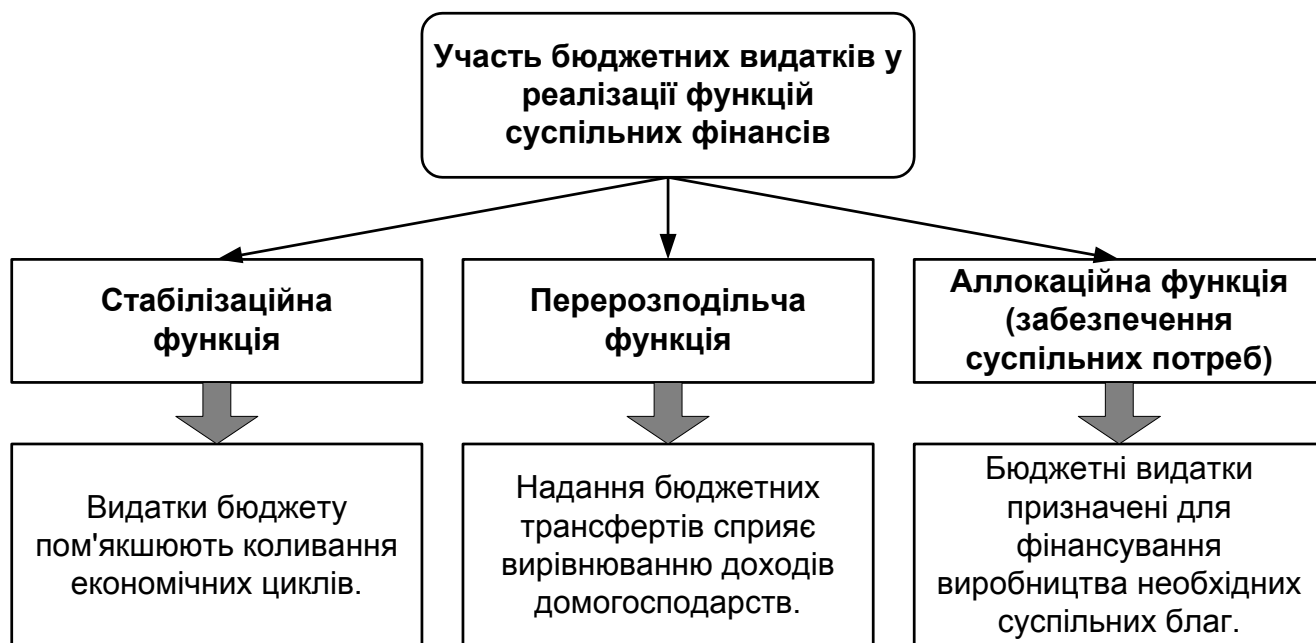 Участь бюджетних видатків у
реалізації функцій
суспільних фінансів
Стабілізаційна
функція
Перерозподільча
функція
Аллокаційна функція
(забезпечення
суспільних потреб)
Видатки бюджету
пом'якшюють коливання
економічних циклів.
Надання бюджетних
трансфертів сприяє
вирівнюванню доходів
домогосподарств.
Бюджетні видатки
призначені для
фінансування
виробництва необхідних
суспільних благ.